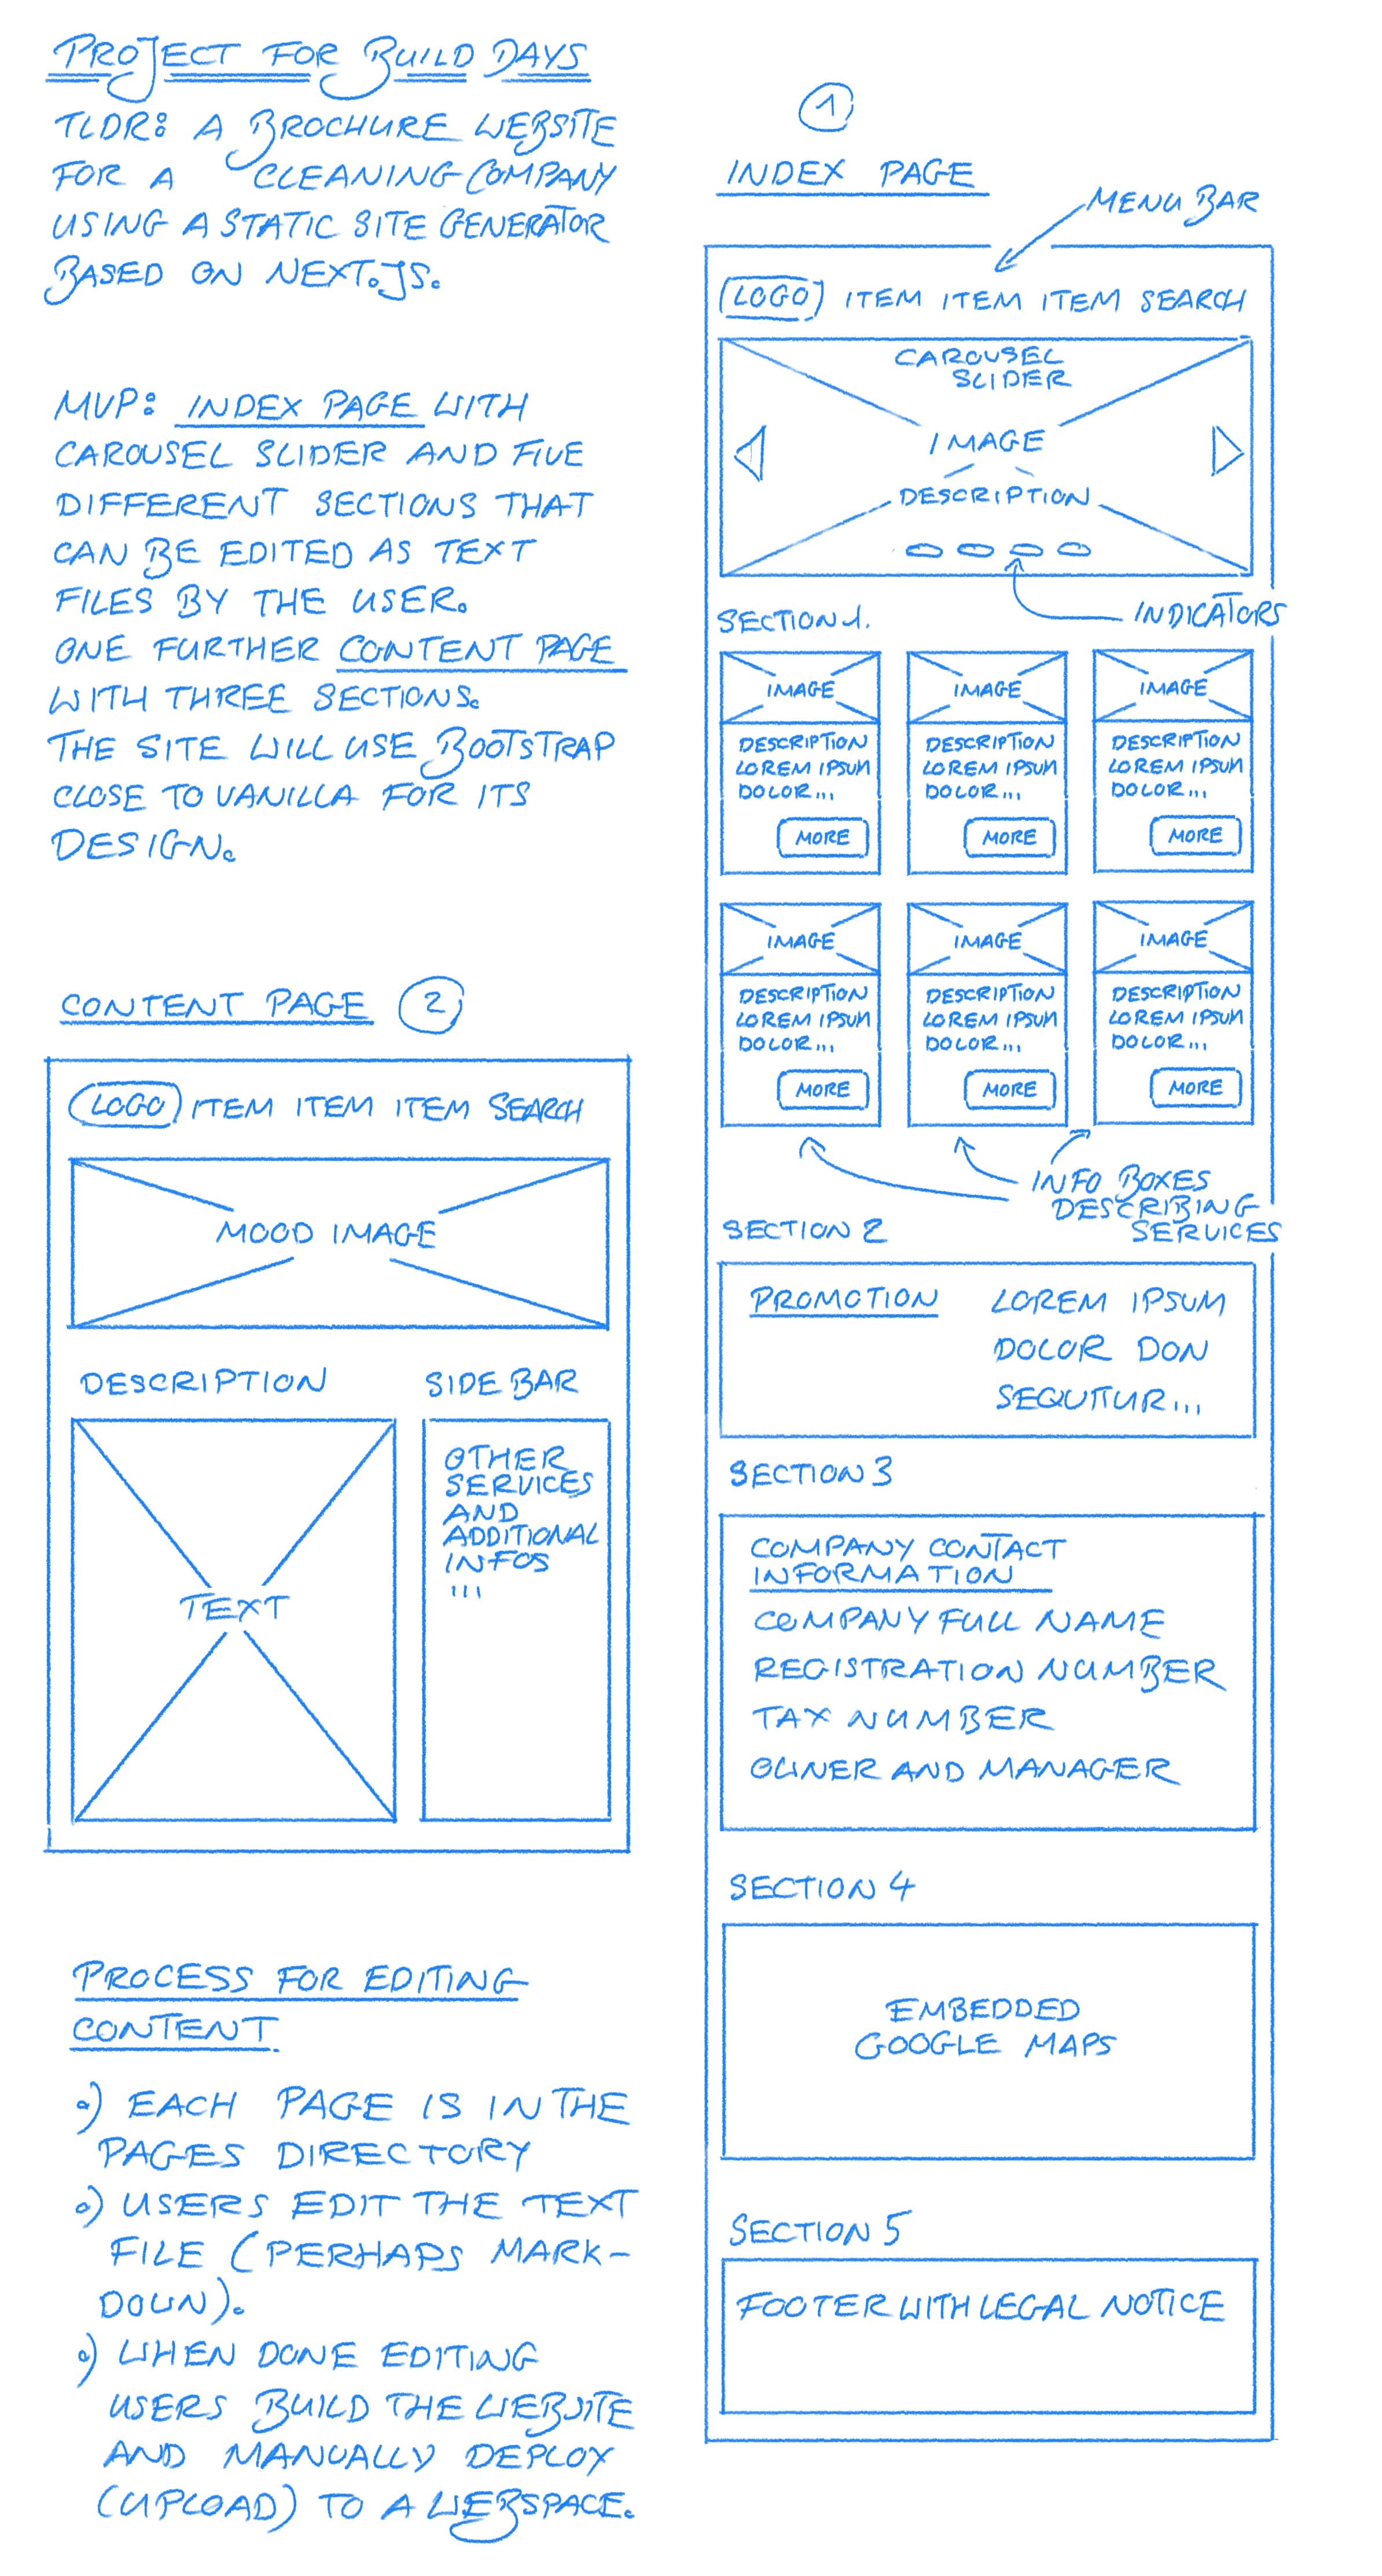 PROJECT FOR BUILD DAYS
TLDR: A BROCHURE WEBSITE
FOR A CLEANING COMPANY
USING A STATIC SITE GENERATOR
BASED ON NEXT.JS.
MVP: INDEX PAGE WITH
CAROUSEL SLIDER AND FIVE
DIFFERENT SECTIONS THAT
CAN BE EDITED AS TEXT
FILES BY THE USER.
ONE FURTHER CONTENT PAGE
WITH THREE SECTIONS.
THE SITE WILL USE BOOTSTRAP
CLOSE TO VANILLA FOR ITS
DESIGN.
CONTENT PAGE 2
LOGO ITEM ITEM ITEM SEARCH
MOOD IMAGE
DESCRIPTION
TEXT
SIDE BAR
OTHER
SERVICES
AND
ADDITIONAL
INFOS
...
PROCESS FOR EDITING
CONTENT
EACH PAGE IS IN THE
PAGES DIRECTORY
USERS EDIT THE TEXT
FILE (PERHAPS MARK-
DOWN).
WHEN DONE EDITING
USERS BUILD THE WEBSITE
AND MANUALLY DEPLOY
(UPLOAD) TO A WEBSPACE.
1
INDEX PAGE
MENU BAR
LOGO ITEM ITEM ITEM SEARCH
CAROUSEL
SLIDER
IMAGE
DESCRIPTION
INDICATORS
SECTION 1.
IMAGE
DESCRIPTION
LOREM IPSUM
DOLOR...
MORE
IMAGE
DESCRIPTION
LOREM IPSUM
DOLOR...
MORE
IMAGE
DESCRIPTION
LOREM IPSUM
DOLOR...
MORE
IMAGE
DESCRIPTION
LOREM IPSUM
DOLOR...
MORE
IMAGE
DESCRIPTION
LOREM IPSUM
DOLOR...
MORE
IMAGE
DESCRIPTION
LOREM IPSUM
DOLOR...
MORE
INFO BOXES
DESCRIBING
SERVICES
SECTION 2
PROMOTION
LOREM IPSUM
DOLOR DON
SEQUITUR...
SECTION 3
COMPANY CONTACT
INFORMATION
COMPANY FULL NAME
REGISTRATION NUMBER
TAX NUMBER
OWNER AND MANAGER
SECTION 4
EMBEDDED
GOOGLE MAPS
SECTION 5
FOOTER WITH LEGAL NOTICE